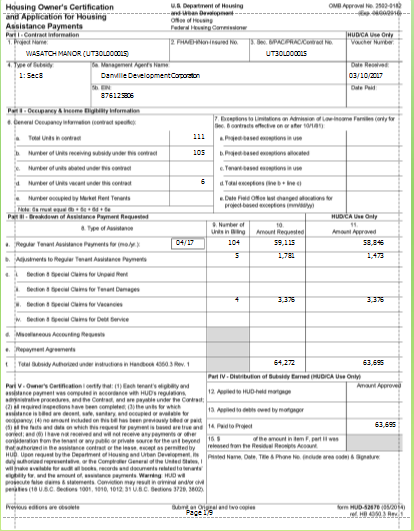 Housing Owner's Certification
and Application for Housing
Assistance Payments
U.S. Department of Housing
and Urban Development
Office of Housing
Federal Housing Commissioner
OMB Approval No. 2502-0182
Part I - Contract Information
HUD/CA Use Only
1. Project Name:
WASATCH MANOR (UT30L000015)
2. FHA/EH/Non-Insured No.
3. Sec. 8/PAC/PRAC/Contract No.
UT30L000015
Voucher Number
4. Type of Subsidy:
1: Sec8
5a. Management Agent's Name
Danville Development Corporation
5b. EIN
876125806
Date Received:
03/10/2017
Date Paid:
Part II - Occupancy & Income Eligibility Information
6. General Occupancy Information (contract specific):
a. Total Units in contract 111
b. Number of Units receiving subsidy under this contract 105
c. Number of Units abated under this contract
d. Number of Units vacant under this contract 6
e. Number occupied by Market Rent Tenants
Note: 6a must equal 6b + 6c + 6d + 6e
7. Exceptions to Limitations on Admission of Low-Income Families (only for
Sec. 8 contracts effective on or after 10/1/81):
a. Project-based exceptions in use
b. Project-based exceptions allocated
c. Tenant-based exceptions in use
d. Total exceptions (line b + line c)
e. Date Field Office last changed allocations for
project-based exceptions (mm/dd/yy)
Part III - Breakdown of Assistance Payment Requested
HUD/CA Use Only
8. Type of Assistance
9. Number of
Units in Billing
10.
Amount Requested
11.
Amount Approved
a. Regular Tenant Assistance Payments for (mo./yr.): 04/17 104 59,115 58,846
b. Adjustments to Regular Tenant Assistance Payments 5 1,781 1,473
c. i. Section 8 Special Claims for Unpaid Rent
ii. Section 8 Special Claims for Tenant Damages
iii. Section 8 Special Claims for Vacancies 4 3,376 3,376
iv. Section 8 Special Claims for Debt Service
d. Miscellaneous Accounting Requests
e. Repayment Agreements
f. Total Subsidy Authorized under instructions in Handbook 4350.3 Rev. 1 64,272 63,695
Part IV - Distribution of Subsidy Earned (HUD/CA Use Only)
Amount Approved
12. Applied to HUD-held mortgage
13. Applied to debts owed by mortgagor
14. Paid to Project 63,695
15. $ of the amount in item F, part III was
released from the Residual Receipts Account.
Printed Name, Date, Title & Phone No. (include area code) & Signature:
Part V - Owner's Certification I certify that: (1) Each tenant's eligibility and
assistance payment was computed in accordance with HUD's regulations,
administrative procedures, and the Contract, and are payable under the Contract;
(2) all required inspections have been completed; (3) the units for which
assistance is billed are decent, safe, sanitary, and occupied or available for
occupancy; (4) no amount included on this bill has been previously billed or paid;
(5) all the facts and data on which this request for payment is based are true and
correct; and (6) I have not received and will not receive any payments or other
consideration from the tenant or any public or private source for the unit beyond
that authorized in the assistance contract or the lease, except as permitted by
HUD. Upon request by the Department of Housing and Urban Development, its
duly authorized representative, or the Comptroller General of the United States, I
will make available for audit all books, records and documents related to tenants'
eligibility for, and the amount of, assistance payments. Warning: HUD will
prosecute false claims & statements. Conviction may result in criminal and/or civil
penalties (18 U.S.C. Sections 1001, 1010, 1012; 31 U.S.C. Sections 3729, 3802).
Previous editions are obsolete
Submit an Original and two copies
Page 1/9
form HUD-52670 (05/2014)
ref. HB 4350.3 Rev. 1